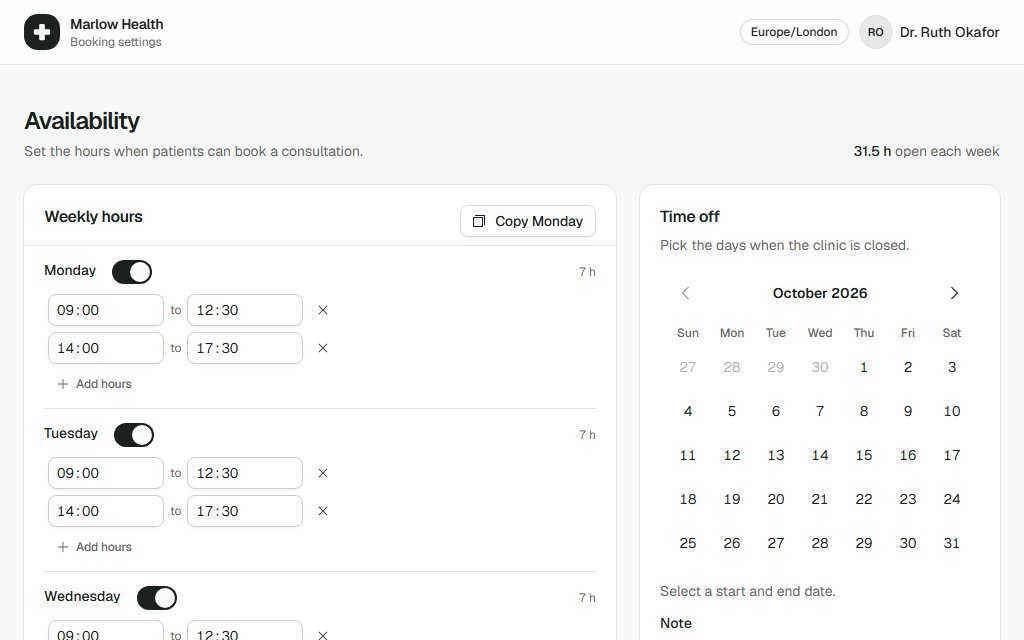 Marlow Health
Booking settings
Europe/London
RO
Dr. Ruth Okafor
Availability
Set the hours when patients can book a consultation.
31.5 h open each week
Weekly hours
Copy Monday
Monday
7 h
09:00 to 12:30
14:00 to 17:30
Add hours
Tuesday
7 h
09:00 to 12:30
14:00 to 17:30
Add hours
Wednesday
7 h
09:00 to 12:30
Time off
Pick the days when the clinic is closed.
October 2026
Sun Mon Tue Wed Thu Fri Sat
27 28 29 30 1 2 3
4 5 6 7 8 9 10
11 12 13 14 15 16 17
18 19 20 21 22 23 24
25 26 27 28 29 30 31
Select a start and end date.
Note